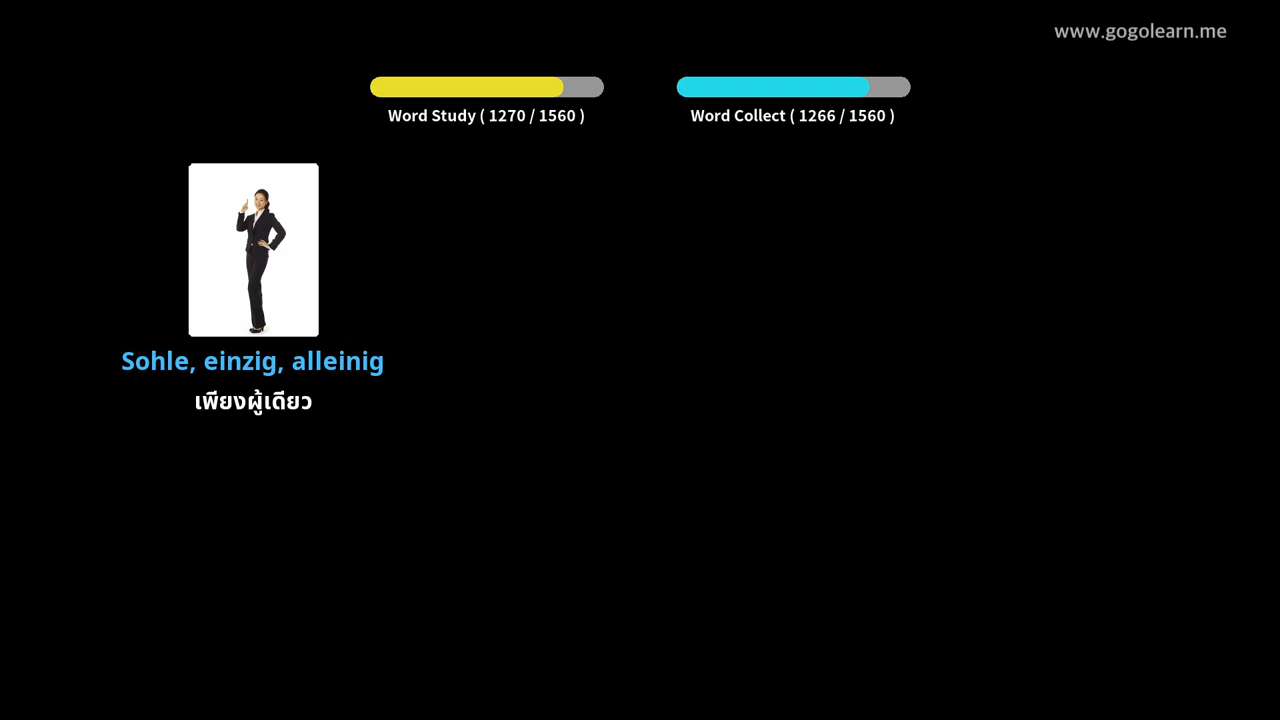 www.gogolearn.me
Word Study ( 1270 / 1560 )
Word Collect ( 1266 / 1560 )
Sohle, einzig, alleinig
เพียงผู้เดียว